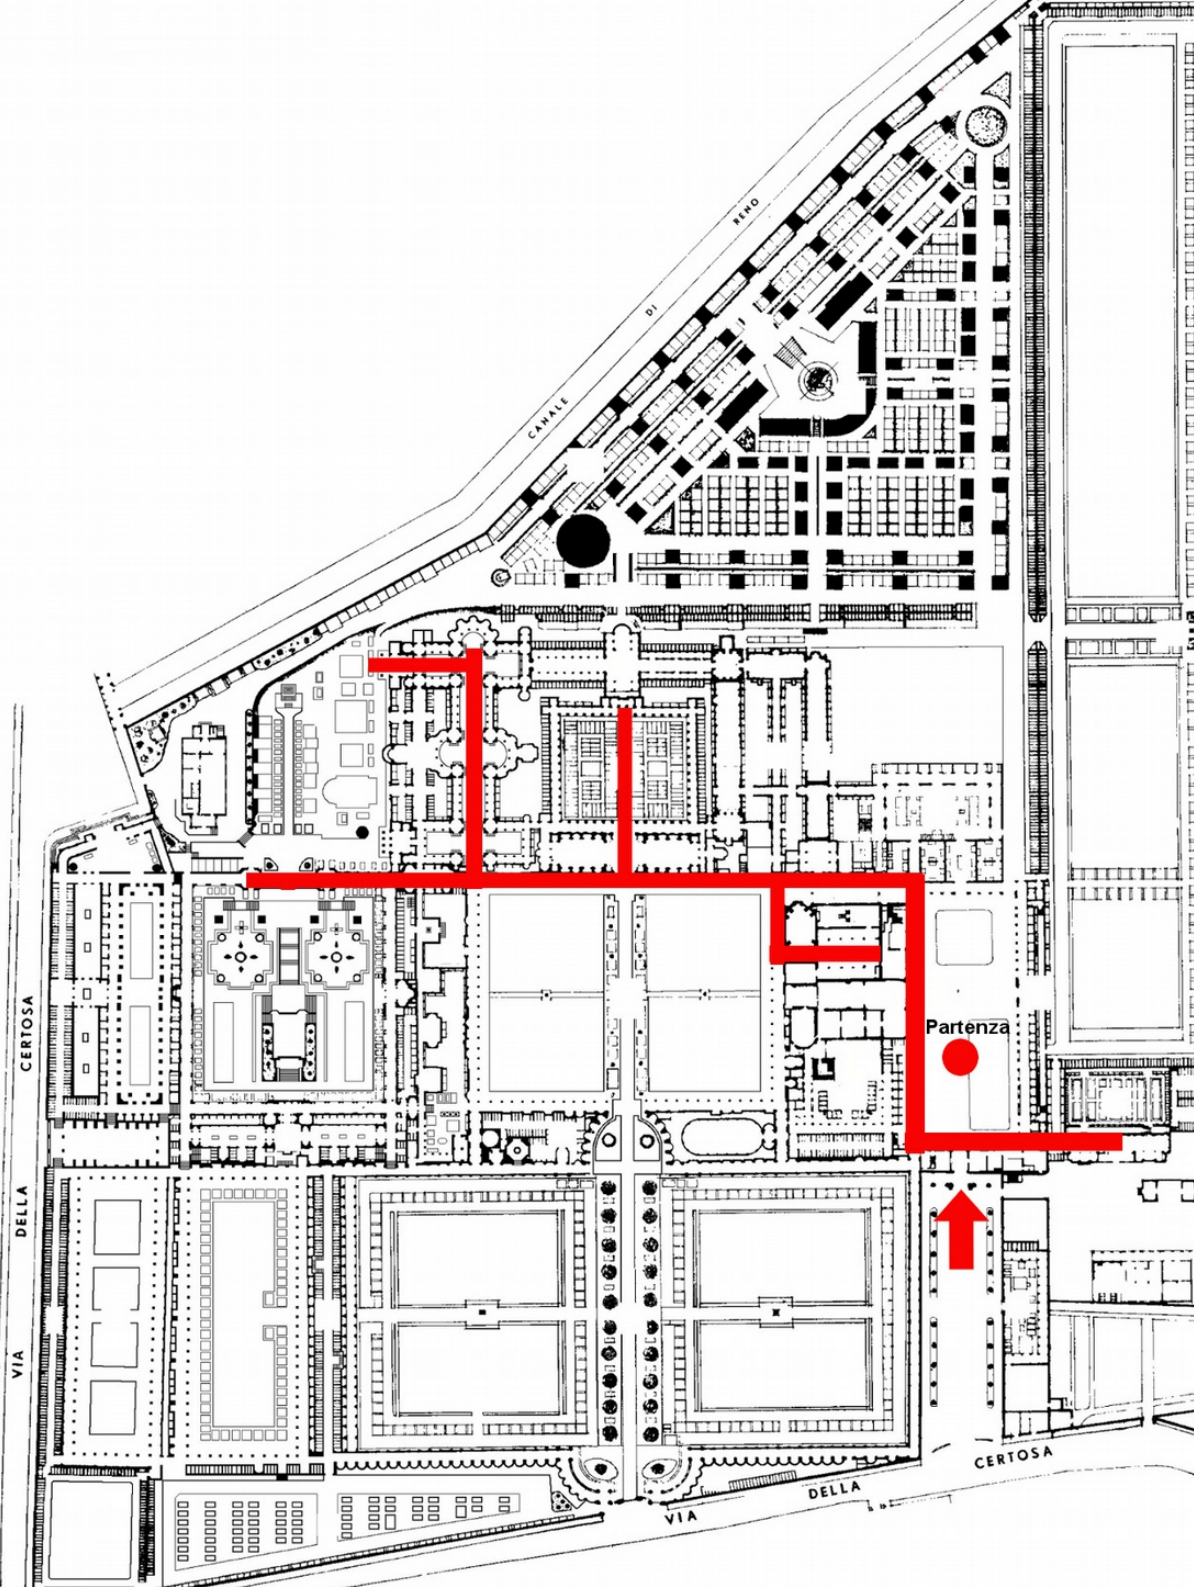 RENO
DI
CANALE
CERTOSA
DELLA
VIA
Partenza
CERTOSA
DELLA
VIA